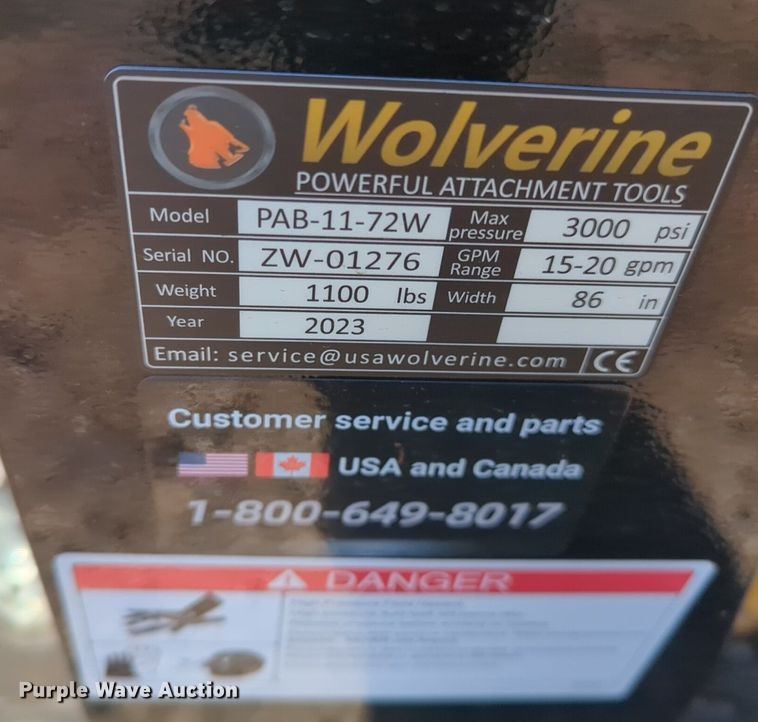 Wolverine
POWERFUL ATTACHMENT TOOLS
Model PAB-11-72W Max pressure 3000 psi
Serial NO. ZW-01276 GPM Range 15-20 gpm
Weight 1100 lbs Width 86 in
Year 2023
Email: service@usawolverine.com CE
Customer service and parts
USA and Canada
1-800-649-8017
DANGER
Purple Wave Auction